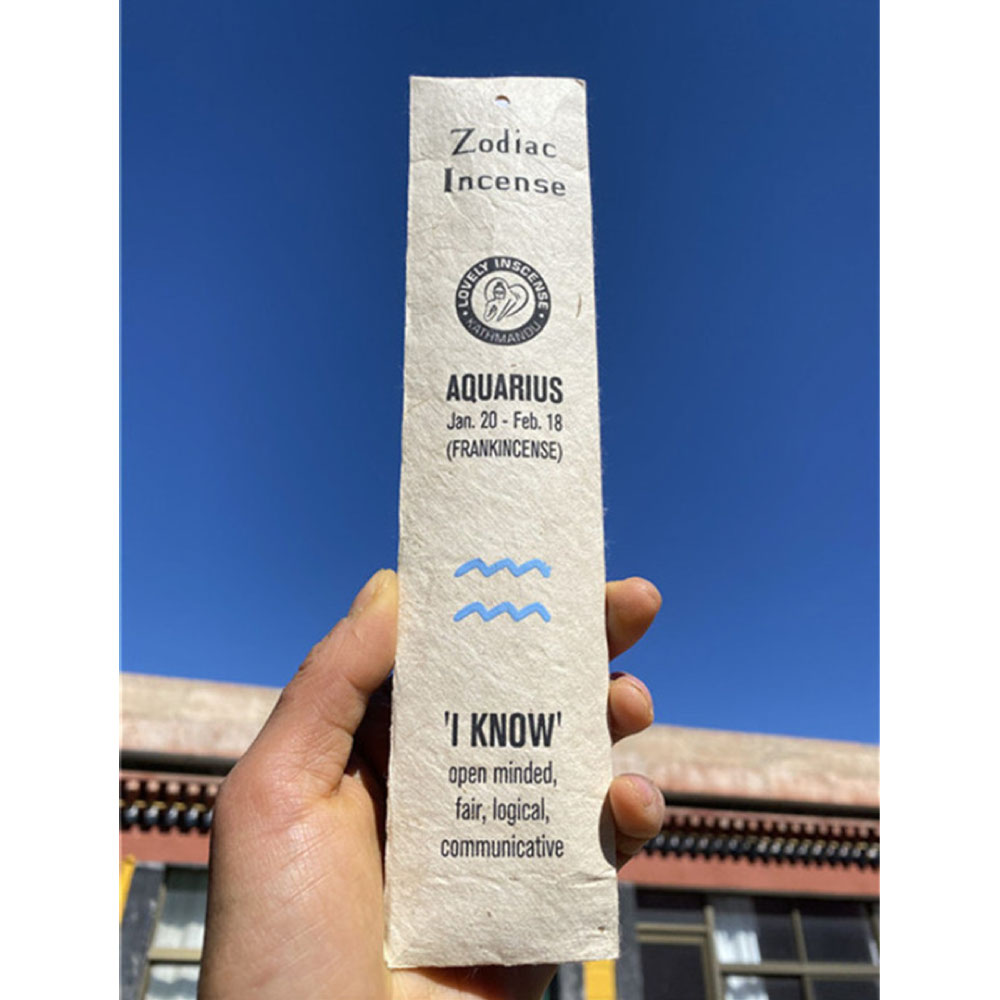 Zodiac
Incense
LOVELY INSCENSE
KATHMANDU
AQUARIUS
Jan. 20 - Feb. 18
(FRANKINCENSE)
'I KNOW'
open minded,
fair, logical,
communicative